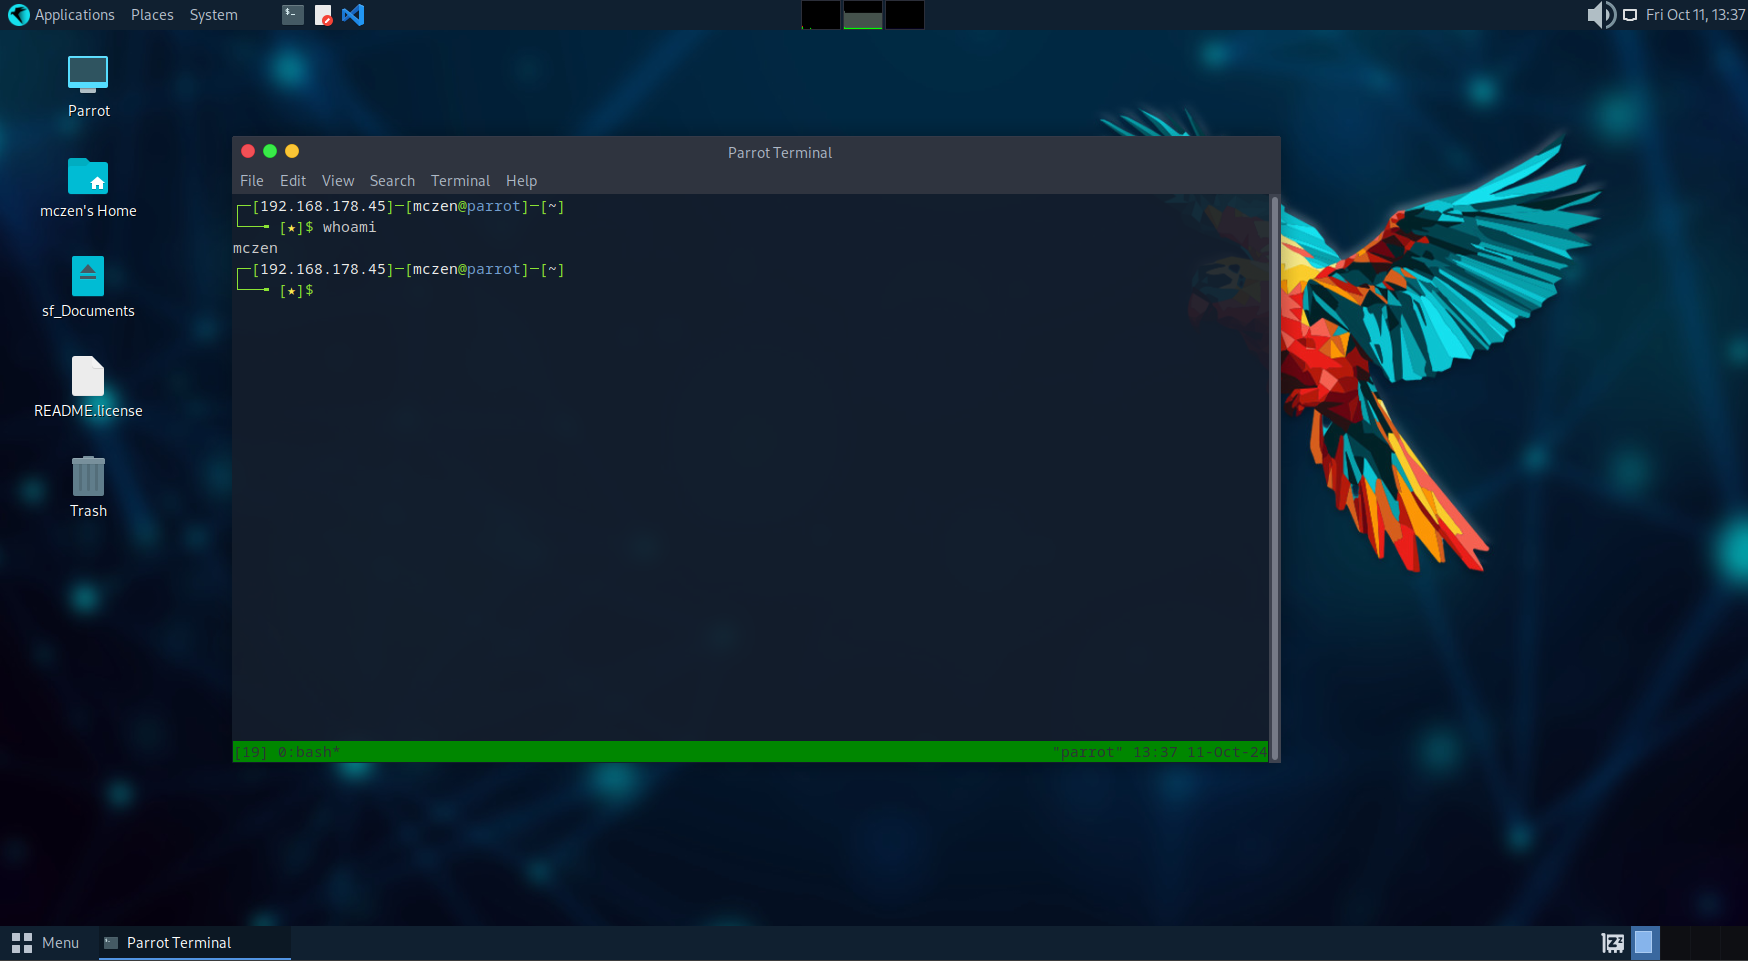 Applications Places System
Fri Oct 11, 13:37
Parrot
mczen's Home
sf_Documents
README.license
Trash
Parrot Terminal
File Edit View Search Terminal Help
┌─[192.168.178.45]─[mczen@parrot]─[~]
└──╼ [★]$ whoami
mczen
┌─[192.168.178.45]─[mczen@parrot]─[~]
└──╼ [★]$
[19] 0:bash* "parrot" 13:37 11-Oct-24
Menu Parrot Terminal